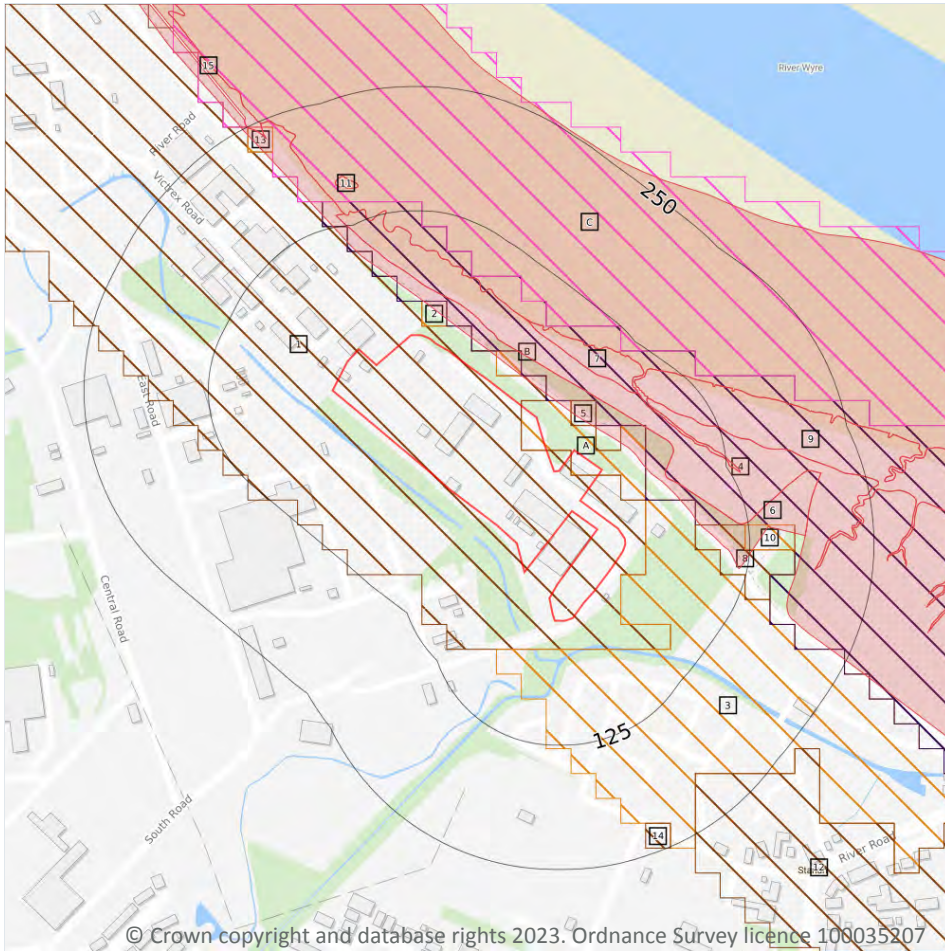 River Wyre
15
River Road
13
Victrex Road
11
250
C
2
1
B
7
East Road
5
A
9
4
6
10
8
Central Road
3
125
South Road
14
River Road
12
© Crown copyright and database rights 2023. Ordnance Survey licence 100035207